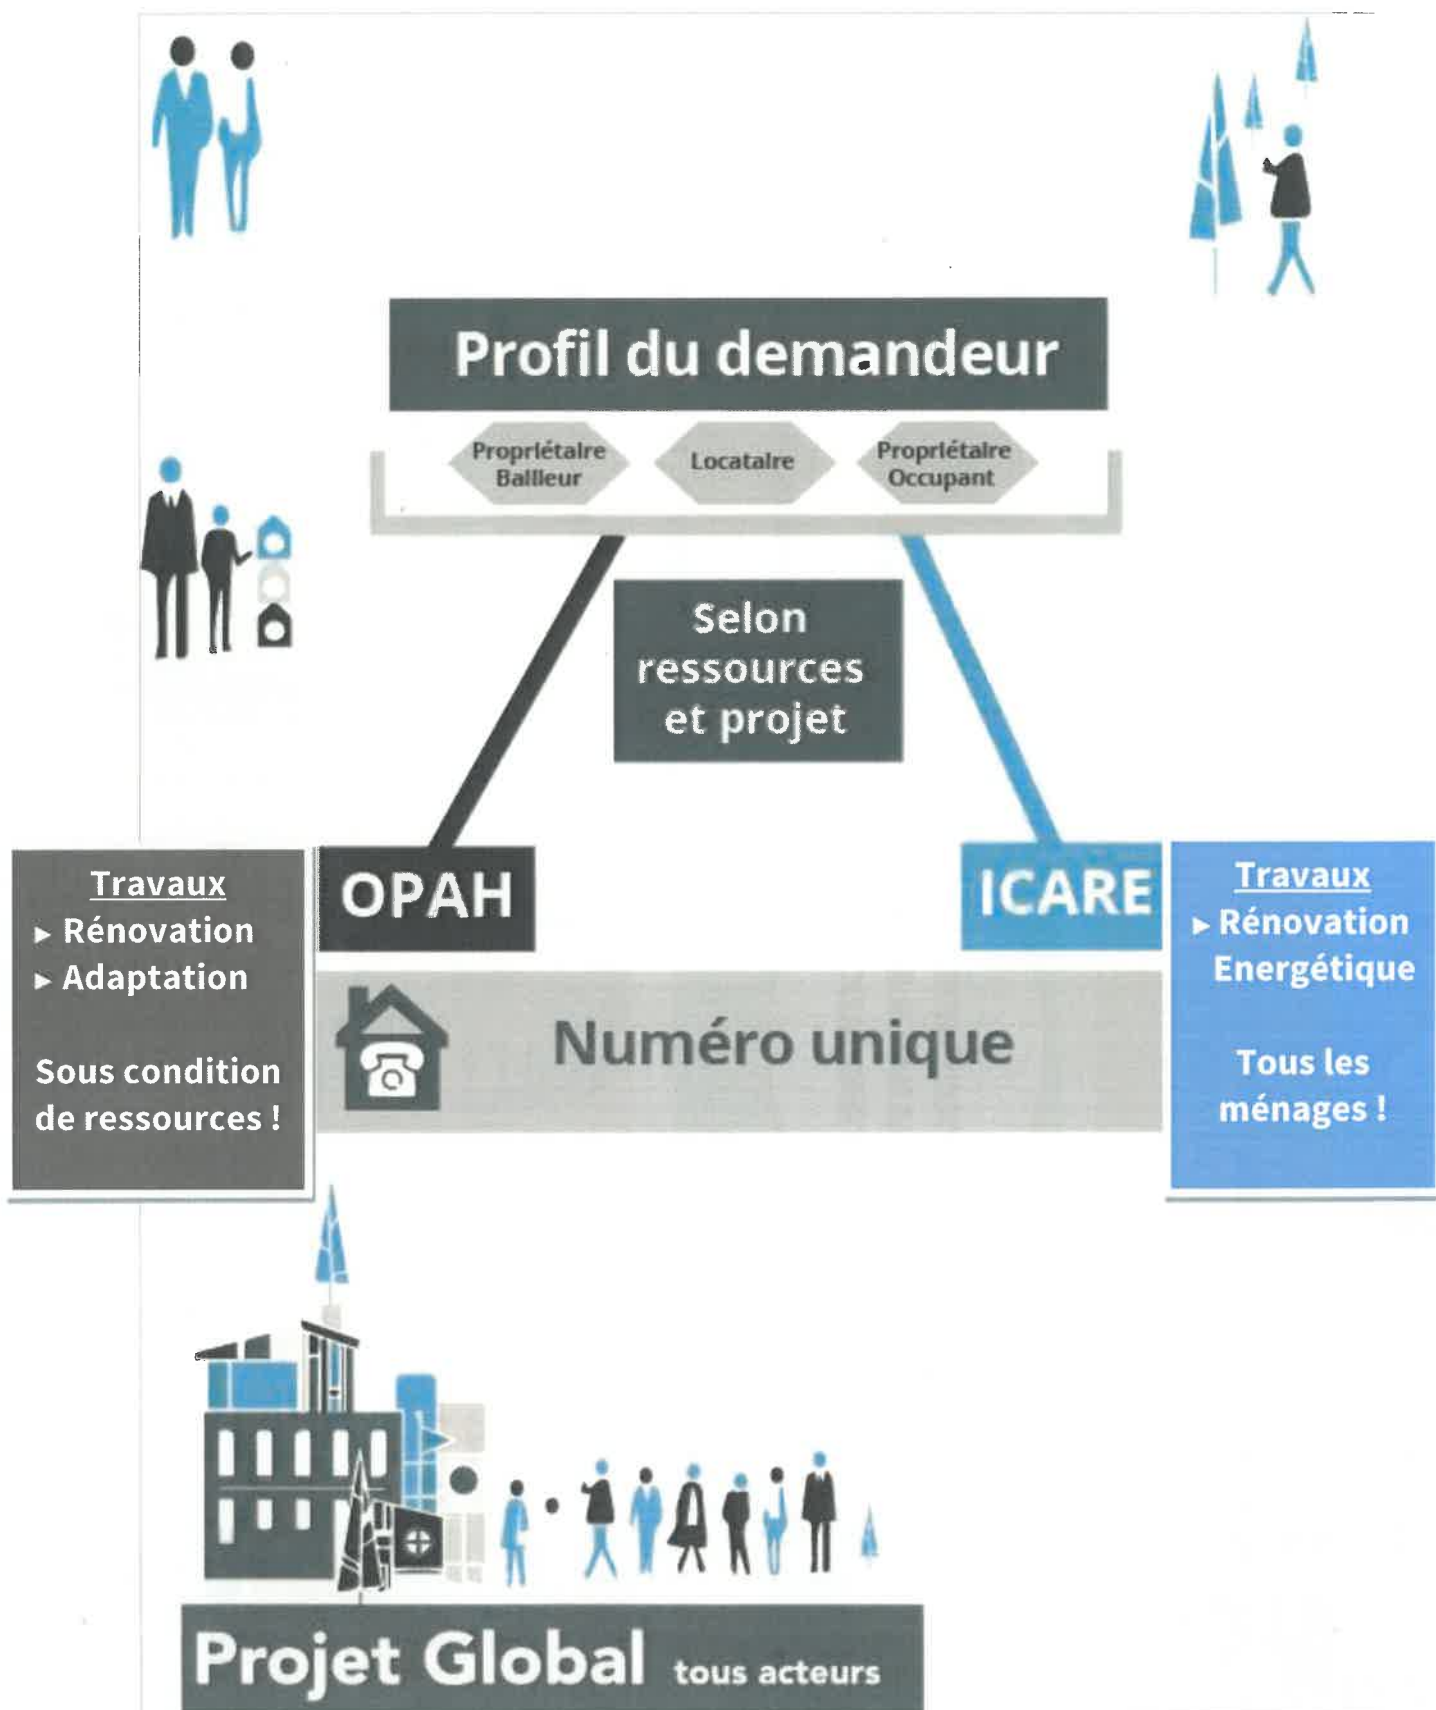 Profil du demandeur
Propriétaire
Bailleur
Locataire
Propriétaire
Occupant
Selon
ressources
et projet
OPAH
ICARE
Travaux
▸ Rénovation
▸ Adaptation
Sous condition
de ressources !
Numéro unique
Travaux
▸ Rénovation
Energétique
Tous les
ménages !
Projet Global tous acteurs